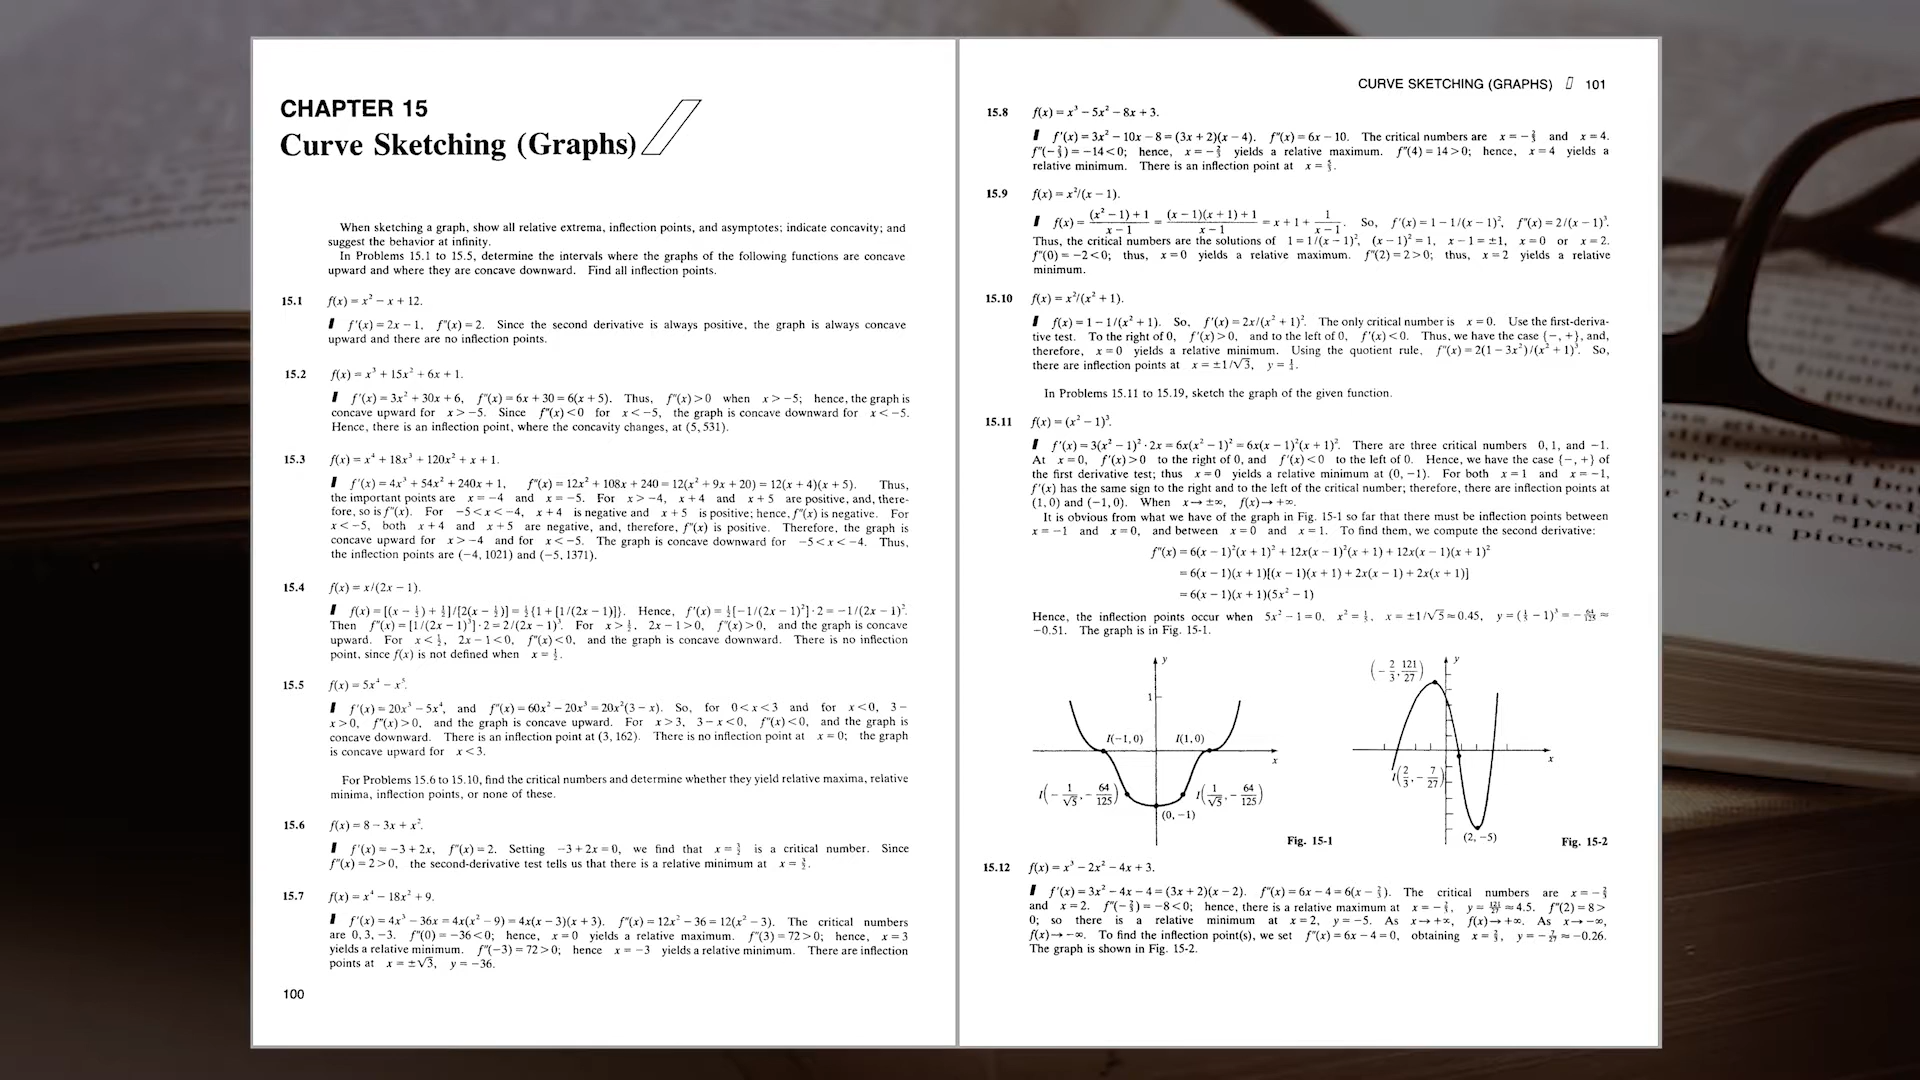 CHAPTER 15
Curve Sketching (Graphs)
When sketching a graph, show all relative extrema, inflection points, and asymptotes; indicate concavity; and
suggest the behavior at infinity.
In Problems 15.1 to 15.5, determine the intervals where the graphs of the following functions are concave
upward and where they are concave downward. Find all inflection points.
15.1 f(x) = x² − x + 12.
f′(x) = 2x − 1, f″(x) = 2. Since the second derivative is always positive, the graph is always concave
upward and there are no inflection points.
15.2 f(x) = x³ + 15x² + 6x + 1.
f′(x) = 3x² + 30x + 6, f″(x) = 6x + 30 = 6(x + 5). Thus, f″(x) > 0 when x > −5; hence, the graph is
concave upward for x > −5. Since f″(x) < 0 for x < −5, the graph is concave downward for x < −5.
Hence, there is an inflection point, where the concavity changes, at (5, 531).
15.3 f(x) = x⁴ + 18x³ + 120x² + x + 1.
f′(x) = 4x³ + 54x² + 240x + 1, f″(x) = 12x² + 108x + 240 = 12(x² + 9x + 20) = 12(x + 4)(x + 5). Thus,
the important points are x = −4 and x = −5. For x > −4, x + 4 and x + 5 are positive, and, there-
fore, so is f″(x). For −5 < x < −4, x + 4 is negative and x + 5 is positive; hence, f″(x) is negative. For
x < −5, both x + 4 and x + 5 are negative, and, therefore, f″(x) is positive. Therefore, the graph is
concave upward for x > −4 and for x < −5. The graph is concave downward for −5 < x < −4. Thus,
the inflection points are (−4, 1021) and (−5, 1371).
15.4 f(x) = x/(2x − 1).
f(x) = [(x − ½) + ½]/[2(x − ½)] = ½{1 + [1/(2x − 1)]}. Hence, f′(x) = ½[−1/(2x − 1)²] · 2 = −1/(2x − 1)².
Then f″(x) = [1/(2x − 1)³] · 2 = 2/(2x − 1)³. For x > ½, 2x − 1 > 0, f″(x) > 0, and the graph is concave
upward. For x < ½, 2x − 1 < 0, f″(x) < 0, and the graph is concave downward. There is no inflection
point, since f(x) is not defined when x = ½.
15.5 f(x) = 5x⁴ − x⁵.
f′(x) = 20x³ − 5x⁴, and f″(x) = 60x² − 20x³ = 20x²(3 − x). So, for 0 < x < 3 and for x < 0, 3 −
x > 0, f″(x) > 0, and the graph is concave upward. For x > 3, 3 − x < 0, f″(x) < 0, and the graph is
concave downward. There is an inflection point at (3, 162). There is no inflection point at x = 0; the graph
is concave upward for x < 3.
For Problems 15.6 to 15.10, find the critical numbers and determine whether they yield relative maxima, relative
minima, inflection points, or none of these.
15.6 f(x) = 8 − 3x + x².
f′(x) = −3 + 2x, f″(x) = 2. Setting −3 + 2x = 0, we find that x = 3/2 is a critical number. Since
f″(x) = 2 > 0, the second-derivative test tells us that there is a relative minimum at x = 3/2.
15.7 f(x) = x⁴ − 18x² + 9.
f′(x) = 4x³ − 36x = 4x(x² − 9) = 4x(x − 3)(x + 3). f″(x) = 12x² − 36 = 12(x² − 3). The critical numbers
are 0, 3, −3. f″(0) = −36 < 0; hence, x = 0 yields a relative maximum. f″(3) = 72 > 0; hence, x = 3
yields a relative minimum. f″(−3) = 72 > 0; hence x = −3 yields a relative minimum. There are inflection
points at x = ±√3, y = −36.
100
CURVE SKETCHING (GRAPHS) 101
15.8 f(x) = x³ − 5x² − 8x + 3.
f′(x) = 3x² − 10x − 8 = (3x + 2)(x − 4). f″(x) = 6x − 10. The critical numbers are x = −⅔ and x = 4.
f″(−⅔) = −14 < 0; hence, x = −⅔ yields a relative maximum. f″(4) = 14 > 0; hence, x = 4 yields a
relative minimum. There is an inflection point at x = 5/3.
15.9 f(x) = x²/(x − 1).
f(x) = (x² − 1) + 1 / x − 1 = (x − 1)(x + 1) + 1 / x − 1 = x + 1 + 1 / x − 1. So, f′(x) = 1 − 1/(x − 1)², f″(x) = 2/(x − 1)³.
Thus, the critical numbers are the solutions of 1 = 1/(x − 1)², (x − 1)² = 1, x − 1 = ±1, x = 0 or x = 2.
f″(0) = −2 < 0; thus, x = 0 yields a relative maximum. f″(2) = 2 > 0; thus, x = 2 yields a relative
minimum.
15.10 f(x) = x²/(x² + 1).
f(x) = 1 − 1/(x² + 1). So, f′(x) = 2x/(x² + 1)². The only critical number is x = 0. Use the first-deriva-
tive test. To the right of 0, f′(x) > 0, and to the left of 0, f′(x) < 0. Thus, we have the case {−, +}, and,
therefore, x = 0 yields a relative minimum. Using the quotient rule, f″(x) = 2(1 − 3x²)/(x² + 1)³. So,
there are inflection points at x = ±1/√3, y = ¼.
In Problems 15.11 to 15.19, sketch the graph of the given function.
15.11 f(x) = (x² − 1)³.
f′(x) = 3(x² − 1)² · 2x = 6x(x² − 1)² = 6x(x − 1)²(x + 1)². There are three critical numbers 0, 1, and −1.
At x = 0, f′(x) > 0 to the right of 0, and f′(x) < 0 to the left of 0. Hence, we have the case {−, +} of
the first derivative test; thus x = 0 yields a relative minimum at (0, −1). For both x = 1 and x = −1,
f′(x) has the same sign to the right and to the left of the critical number; therefore, there are inflection points at
(1, 0) and (−1, 0). When x → ±∞, f(x) → +∞.
It is obvious from what we have of the graph in Fig. 15-1 so far that there must be inflection points between
x = −1 and x = 0, and between x = 0 and x = 1. To find them, we compute the second derivative:
f″(x) = 6(x − 1)²(x + 1)² + 12x(x − 1)²(x + 1) + 12x(x − 1)(x + 1)²
= 6(x − 1)(x + 1)[(x − 1)(x + 1) + 2x(x − 1) + 2x(x + 1)]
= 6(x − 1)(x + 1)(5x² − 1)
Hence, the inflection points occur when 5x² − 1 = 0, x² = ⅕, x = ±1/√5 ≈ 0.45, y = (⅕ − 1)³ = −64/125 ≈
−0.51. The graph is in Fig. 15-1.
y
1
I(−1, 0) I(1, 0)
x
I(−1/√5, −64/125) I(1/√5, −64/125)
(0, −1)
Fig. 15-1
(−2/3, 121/27) y
x
I(2/3, −7/27)
(2, −5)
Fig. 15-2
15.12 f(x) = x³ − 2x² − 4x + 3.
f′(x) = 3x² − 4x − 4 = (3x + 2)(x − 2). f″(x) = 6x − 4 = 6(x − ⅔). The critical numbers are x = −⅔
and x = 2. f″(−⅔) = −8 < 0; hence, there is a relative maximum at x = −⅔, y = 121/27 ≈ 4.5. f″(2) = 8 >
0; so there is a relative minimum at x = 2, y = −5. As x → +∞, f(x) → +∞. As x → −∞,
f(x) → −∞. To find the inflection point(s), we set f″(x) = 6x − 4 = 0, obtaining x = ⅔, y = −7/27 ≈ −0.26.
The graph is shown in Fig. 15-2.
varied
is effective
by the
china pieces.